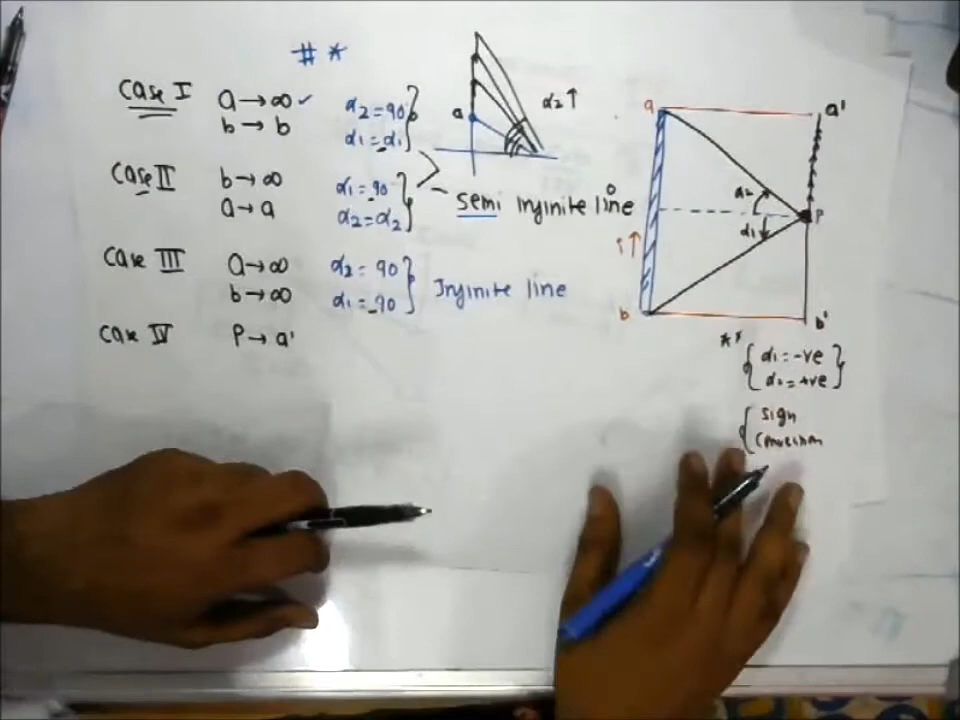 # *
Case I a→∞ ✓ α2 = 90
b→b α1 = α1
Case II b→∞ α1 = -90
a→a α2 = α2
Semi Infinite line
Case III a→∞ α2 = 90
b→∞ α1 = -90
Infinite line
Case IV P→a'
a α2↑
a a'
α2 P
α1
↑
b b'
** α1 = -ve
α2 = +ve
Sign